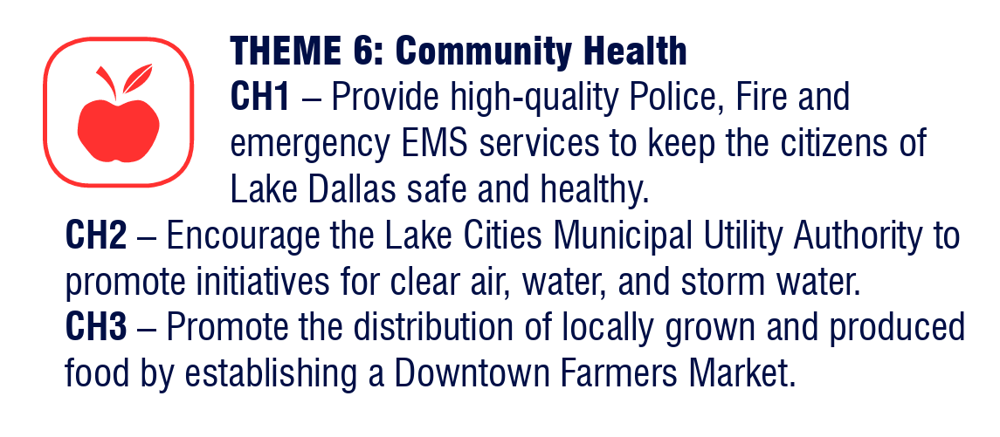 THEME 6: Community Health
CH1 – Provide high-quality Police, Fire and
emergency EMS services to keep the citizens of
Lake Dallas safe and healthy.
CH2 – Encourage the Lake Cities Municipal Utility Authority to
promote initiatives for clear air, water, and storm water.
CH3 – Promote the distribution of locally grown and produced
food by establishing a Downtown Farmers Market.